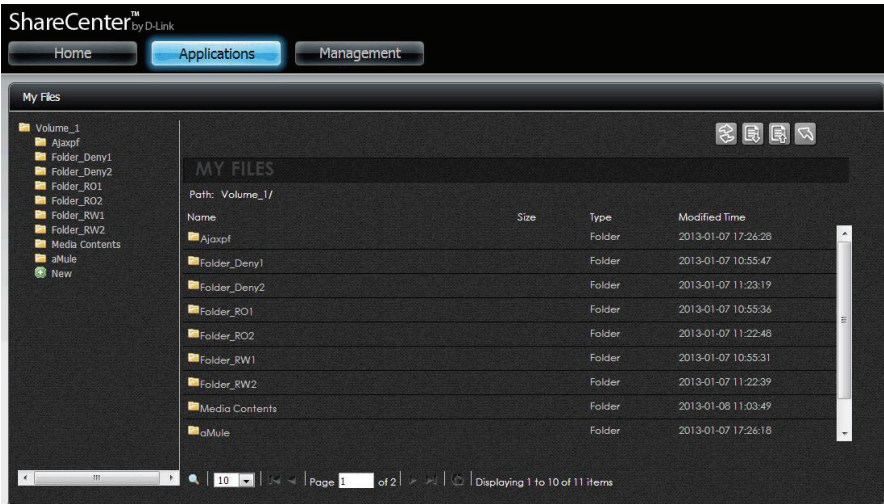 ShareCenter™ by D-Link
Home Applications Management
My Files
Volume_1
Ajaxpf
Folder_Deny1
Folder_Deny2
Folder_RO1
Folder_RO2
Folder_RW1
Folder_RW2
Media Contents
aMule
New
MY FILES
Path: Volume_1/
Name Size Type Modified Time
Ajaxpf Folder 2013-01-07 17:26:28
Folder_Deny1 Folder 2013-01-07 10:55:47
Folder_Deny2 Folder 2013-01-07 11:23:19
Folder_RO1 Folder 2013-01-07 10:55:36
Folder_RO2 Folder 2013-01-07 11:22:48
Folder_RW1 Folder 2013-01-07 10:55:31
Folder_RW2 Folder 2013-01-07 11:22:39
Media Contents Folder 2013-01-08 11:03:49
aMule Folder 2013-01-07 17:26:18
10 Page 1 of 2 Displaying 1 to 10 of 11 items